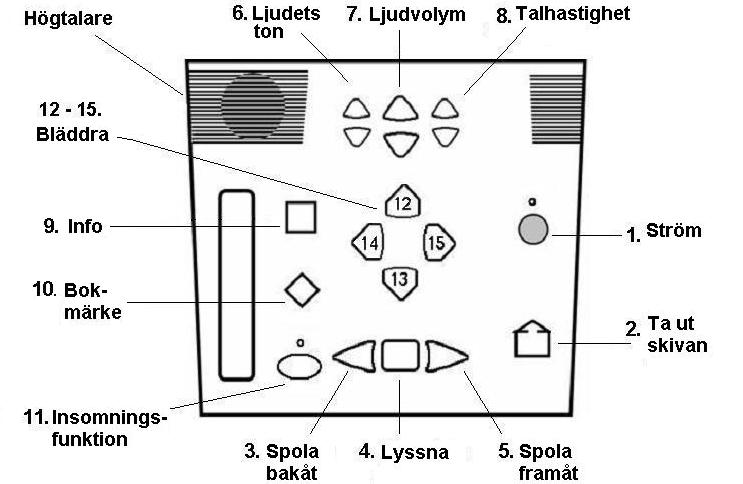 Högtalare
6. Ljudets
ton
7. Ljudvolym
8. Talhastighet
12 - 15.
Bläddra
12
14
15
13
9. Info
1. Ström
10. Bok-
märke
2. Ta ut
skivan
11. Insomnings-
funktion
3. Spola
bakåt
4. Lyssna
5. Spola
framåt